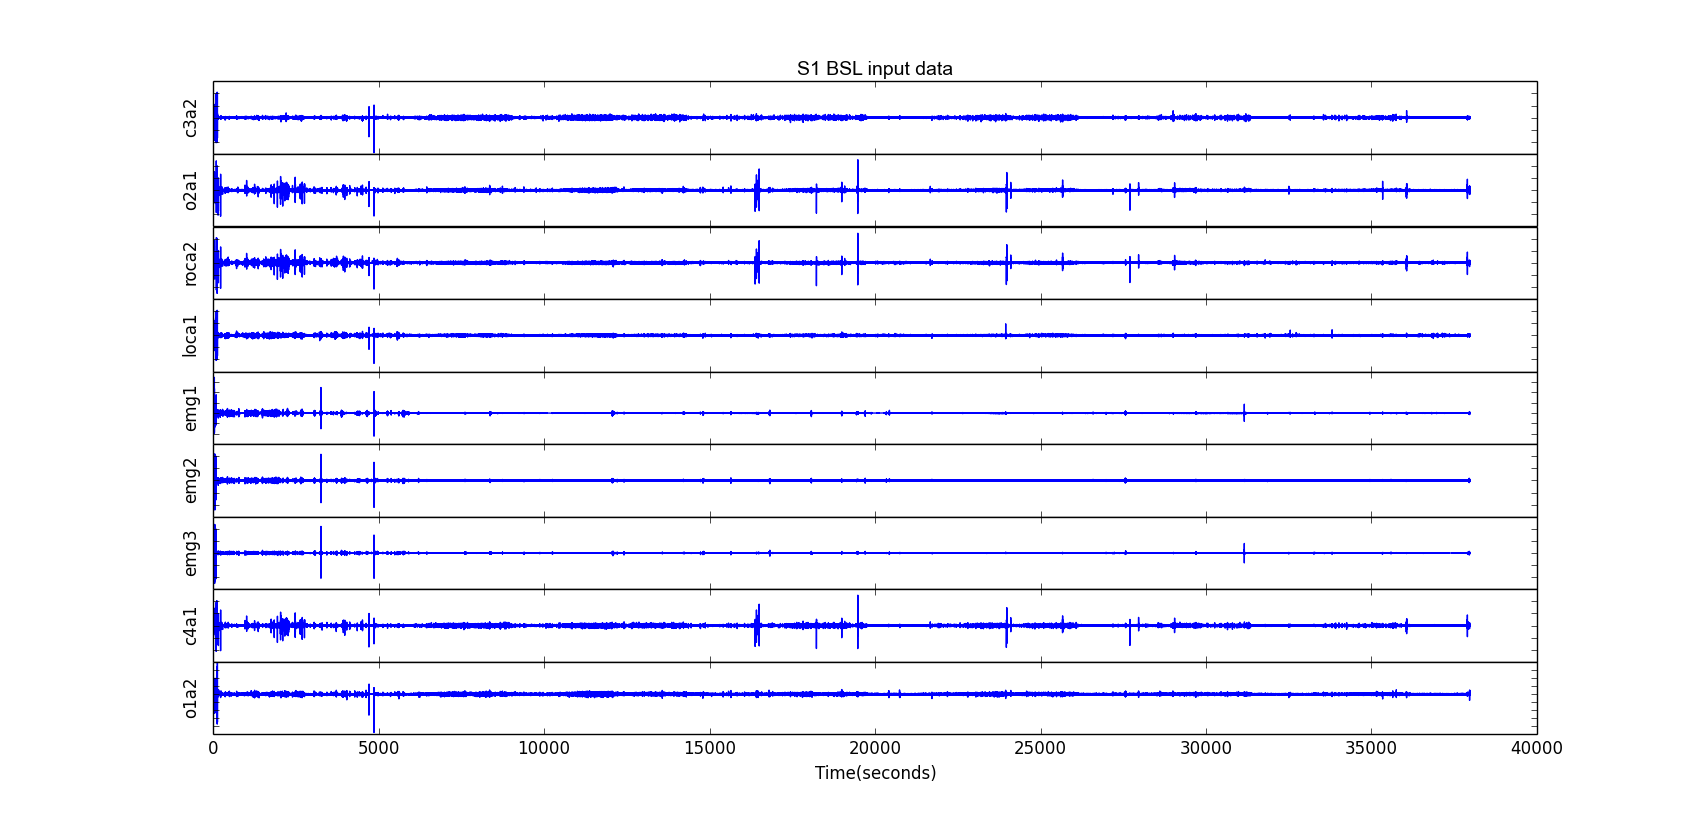 S1 BSL input data
c3a2
o2a1
roca2
loca1
emg1
emg2
emg3
c4a1
o1a2
0 5000 10000 15000 20000 25000 30000 35000 40000
Time(seconds)